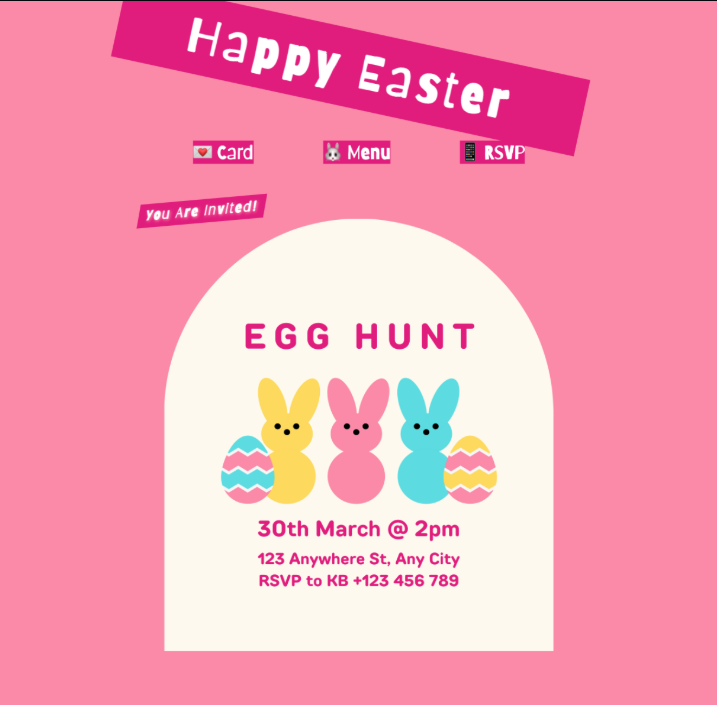 Happy Easter
Card
Menu
RSVP
You Are Invited!
EGG HUNT
30th March @ 2pm
123 Anywhere St, Any City
RSVP to KB +123 456 789